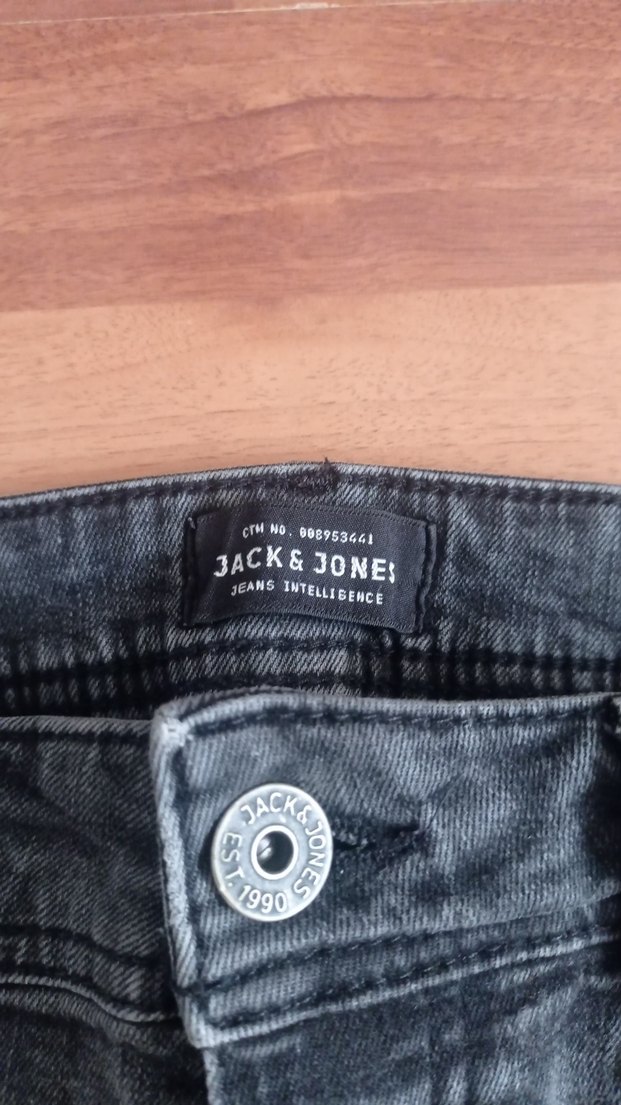 CTM NO. 008953441
JACK & JONES
JEANS INTELLIGENCE
JACK&JONES
EST. 1990